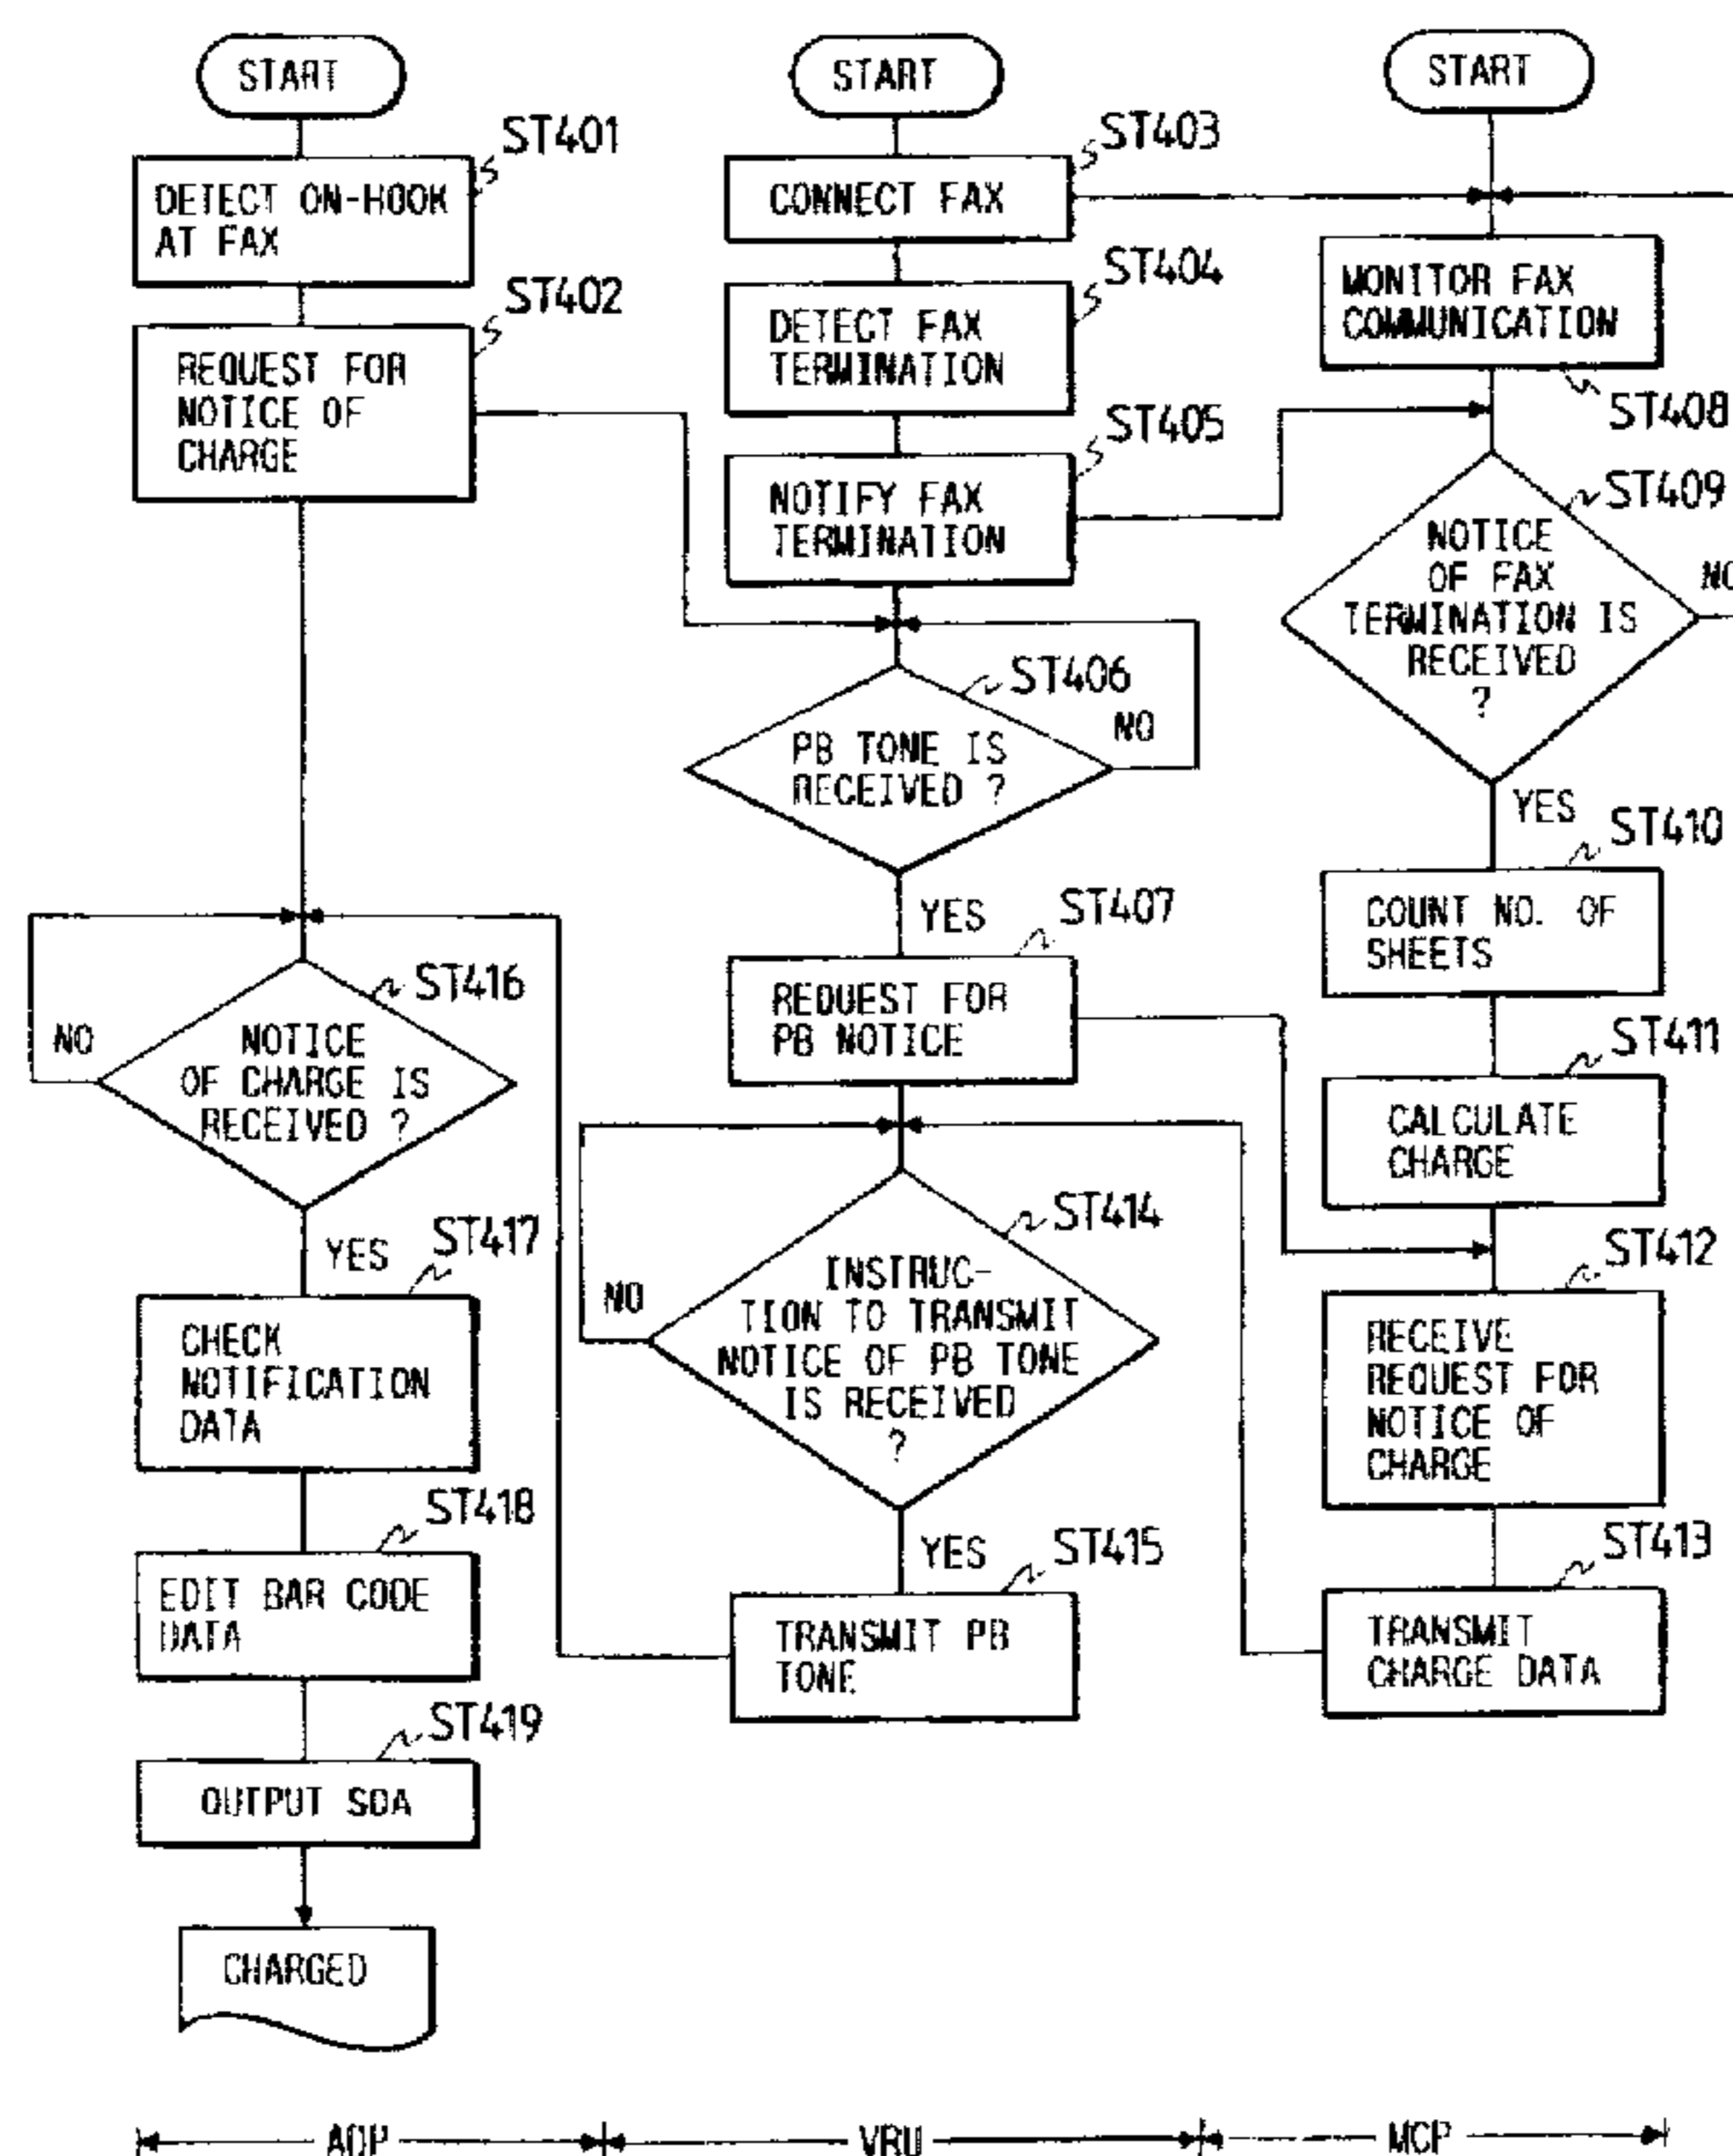 START
ST401
DETECT ON-HOOK
AT FAX
ST402
REQUEST FOR
NOTICE OF
CHARGE
ST416
NO
NOTICE
OF CHARGE IS
RECEIVED ?
YES
ST417
CHECK
NOTIFICATION
DATA
ST418
EDIT BAR CODE
DATA
ST419
OUTPUT SDA
CHARGED
START
ST403
CONNECT FAX
ST404
DETECT FAX
TERMINATION
ST405
NOTIFY FAX
TERMINATION
ST406
NO
PB TONE IS
RECEIVED ?
YES
ST407
REQUEST FOR
PB NOTICE
ST414
NO
INSTRUC-
TION TO TRANSMIT
NOTICE OF PB TONE
IS RECEIVED
?
YES
ST415
TRANSMIT PB
TONE
START
MONITOR FAX
COMMUNICATION
ST408
ST409
NOTICE
OF FAX
TERMINATION IS
RECEIVED
?
NO
YES
ST410
COUNT NO. OF
SHEETS
ST411
CALCULATE
CHARGE
ST412
RECEIVE
REQUEST FOR
NOTICE OF
CHARGE
ST413
TRANSMIT
CHARGE DATA
VRU
MCP